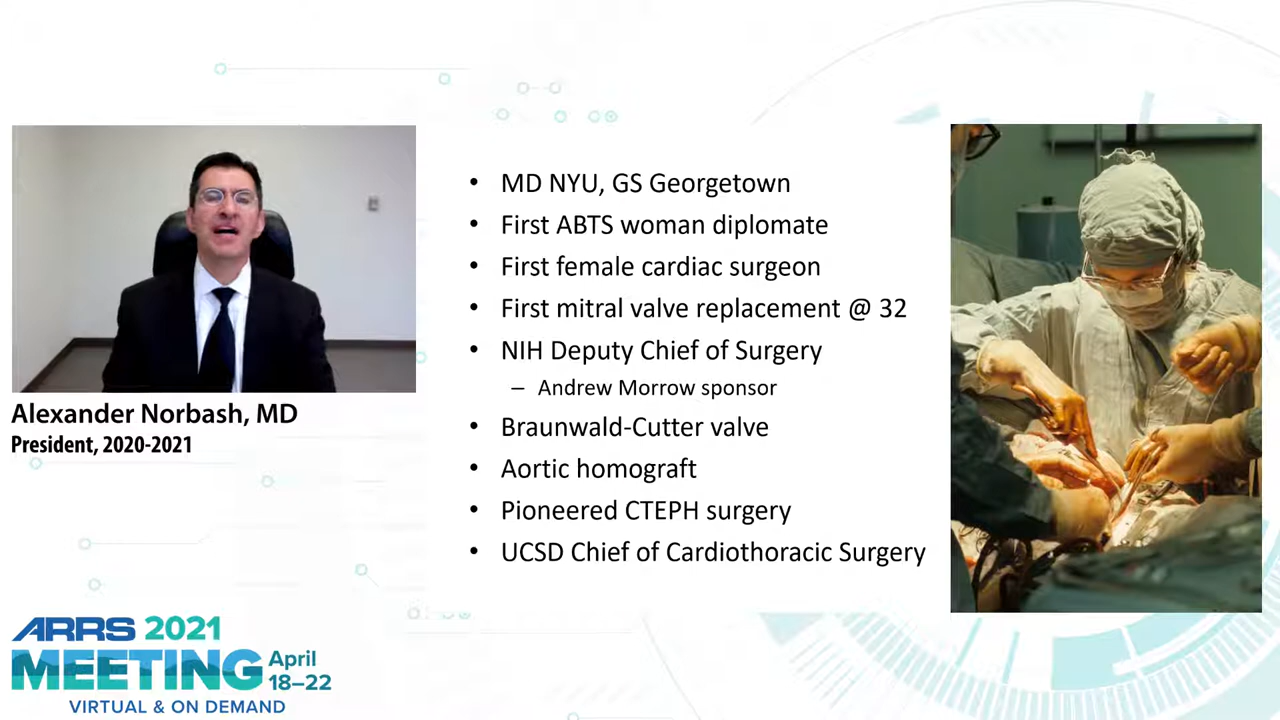 • MD NYU, GS Georgetown
• First ABTS woman diplomate
• First female cardiac surgeon
• First mitral valve replacement @ 32
• NIH Deputy Chief of Surgery
– Andrew Morrow sponsor
• Braunwald-Cutter valve
• Aortic homograft
• Pioneered CTEPH surgery
• UCSD Chief of Cardiothoracic Surgery
Alexander Norbash, MD
President, 2020-2021
ARRS 2021
MEETING April
18–22
VIRTUAL & ON DEMAND